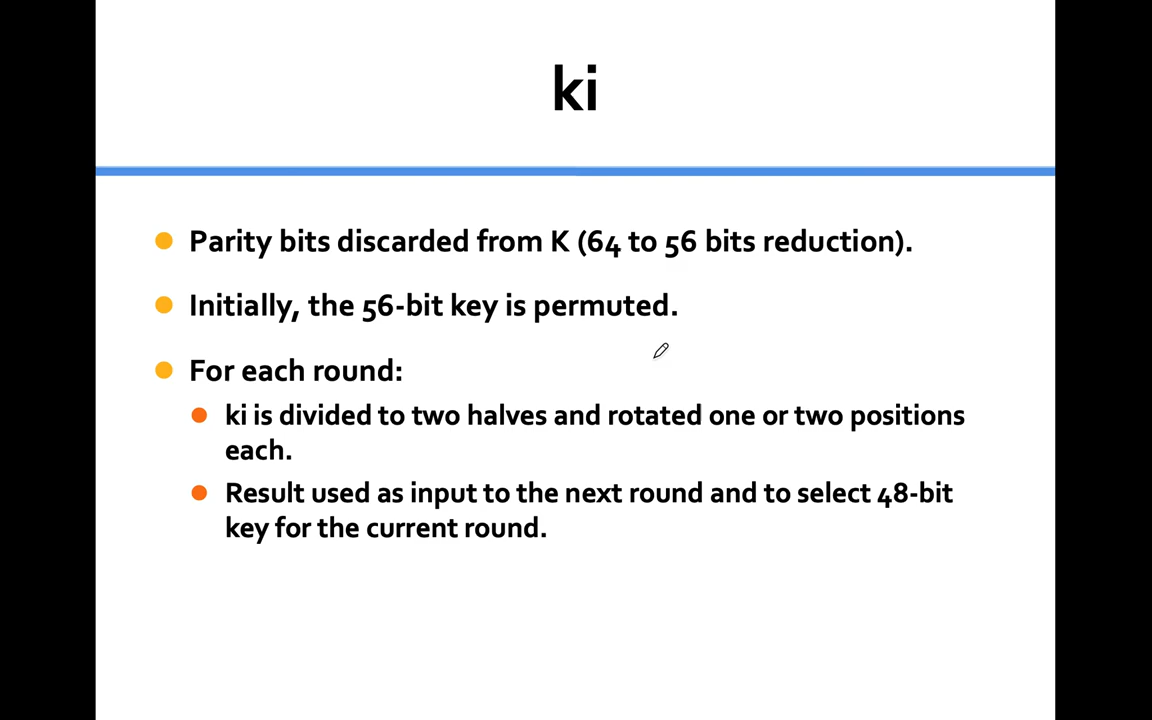 ki
Parity bits discarded from K (64 to 56 bits reduction).
Initially, the 56-bit key is permuted.
For each round:
ki is divided to two halves and rotated one or two positions
each.
Result used as input to the next round and to select 48-bit
key for the current round.